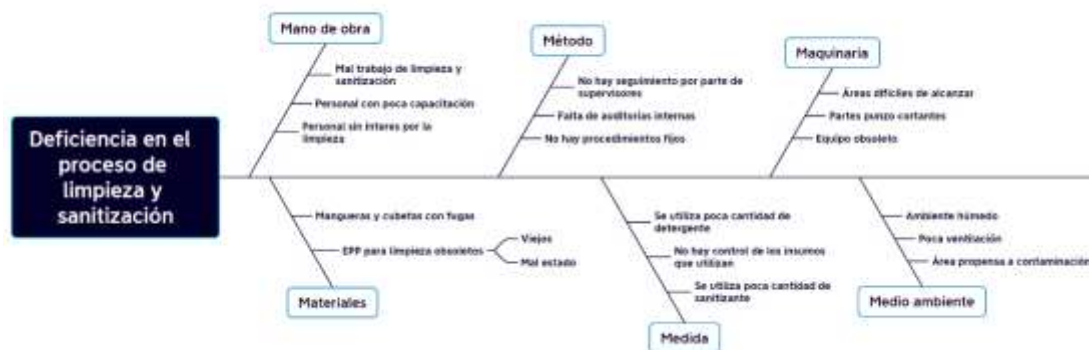 Deficiencia en el
proceso de
limpieza y
sanitización
Mano de obra
Mal trabajo de limpieza y
sanitización
Personal con poca capacitación
Personal sin interes por la
limpieza
Método
No hay seguimiento por parte de
supervisores
Falta de auditorias internas
No hay procedimientos fijos
Maquinaria
Áreas difíciles de alcanzar
Partes punzo cortantes
Equipo obsoleto
Mangueras y cubetas con fugas
EPP para limpieza obsoletos
Viejos
Mal estado
Materiales
Se utiliza poca cantidad de
detergente
No hay control de los insumos
que utilizan
Se utiliza poca cantidad de
sanitizante
Medida
Ambiente húmedo
Poca ventilación
Área propensa a contaminación
Medio ambiente